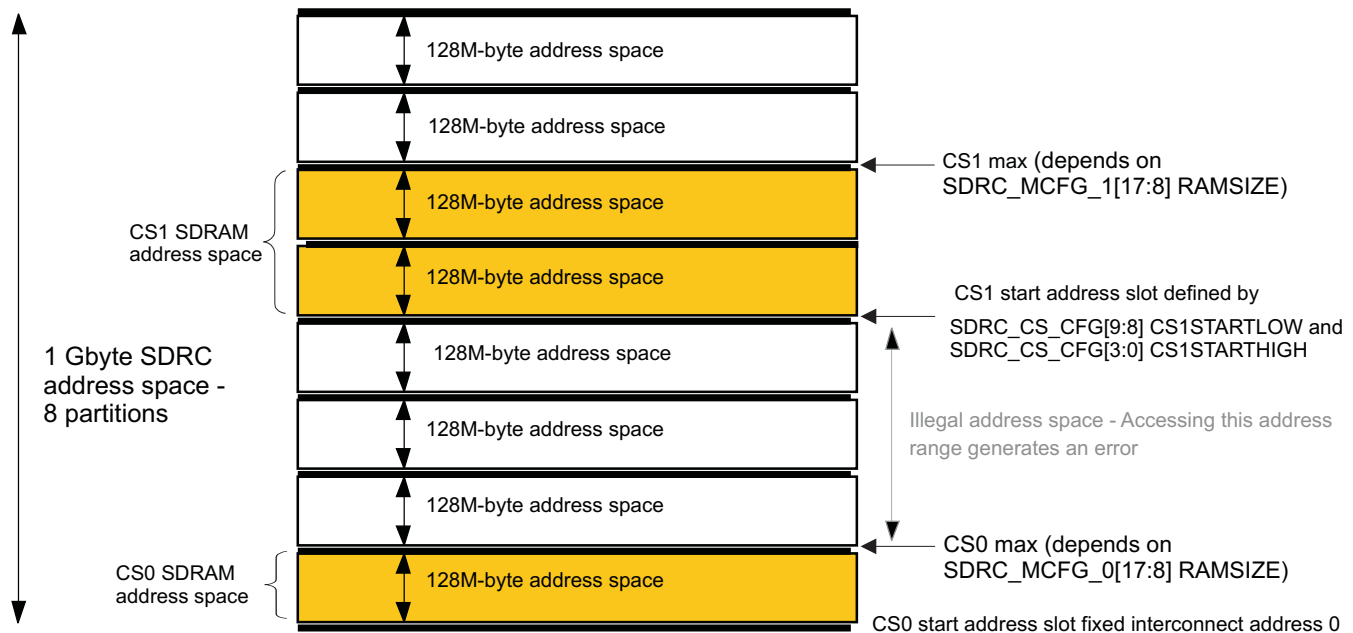 128M-byte address space
128M-byte address space
CS1 max (depends on
SDRC_MCFG_1[17:8] RAMSIZE)
128M-byte address space
CS1 SDRAM
address space
128M-byte address space
CS1 start address slot defined by
SDRC_CS_CFG[9:8] CS1STARTLOW and
SDRC_CS_CFG[3:0] CS1STARTHIGH
128M-byte address space
1 Gbyte SDRC
address space -
8 partitions
128M-byte address space
Illegal address space - Accessing this address
range generates an error
128M-byte address space
CS0 max (depends on
SDRC_MCFG_0[17:8] RAMSIZE)
CS0 SDRAM
address space
128M-byte address space
CS0 start address slot fixed interconnect address 0